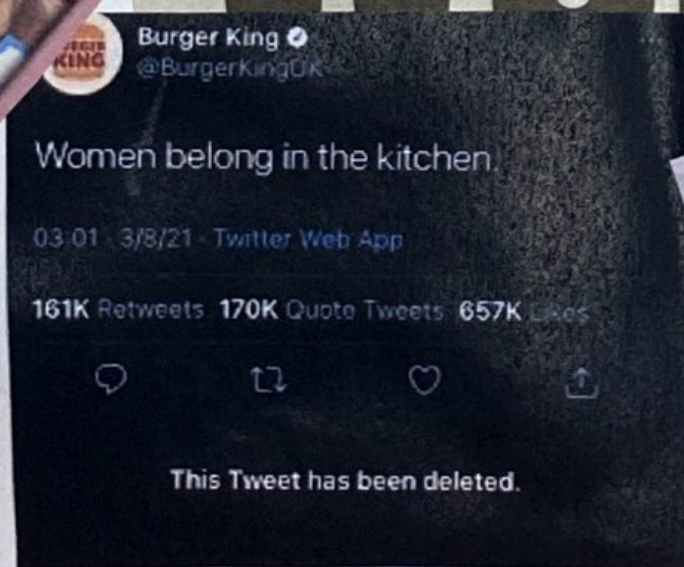 BURGER
KING
Burger King
@BurgerKingUK
Women belong in the kitchen.
03:01 · 3/8/21 · Twitter Web App
161K Retweets 170K Quote Tweets 657K Likes
This Tweet has been deleted.